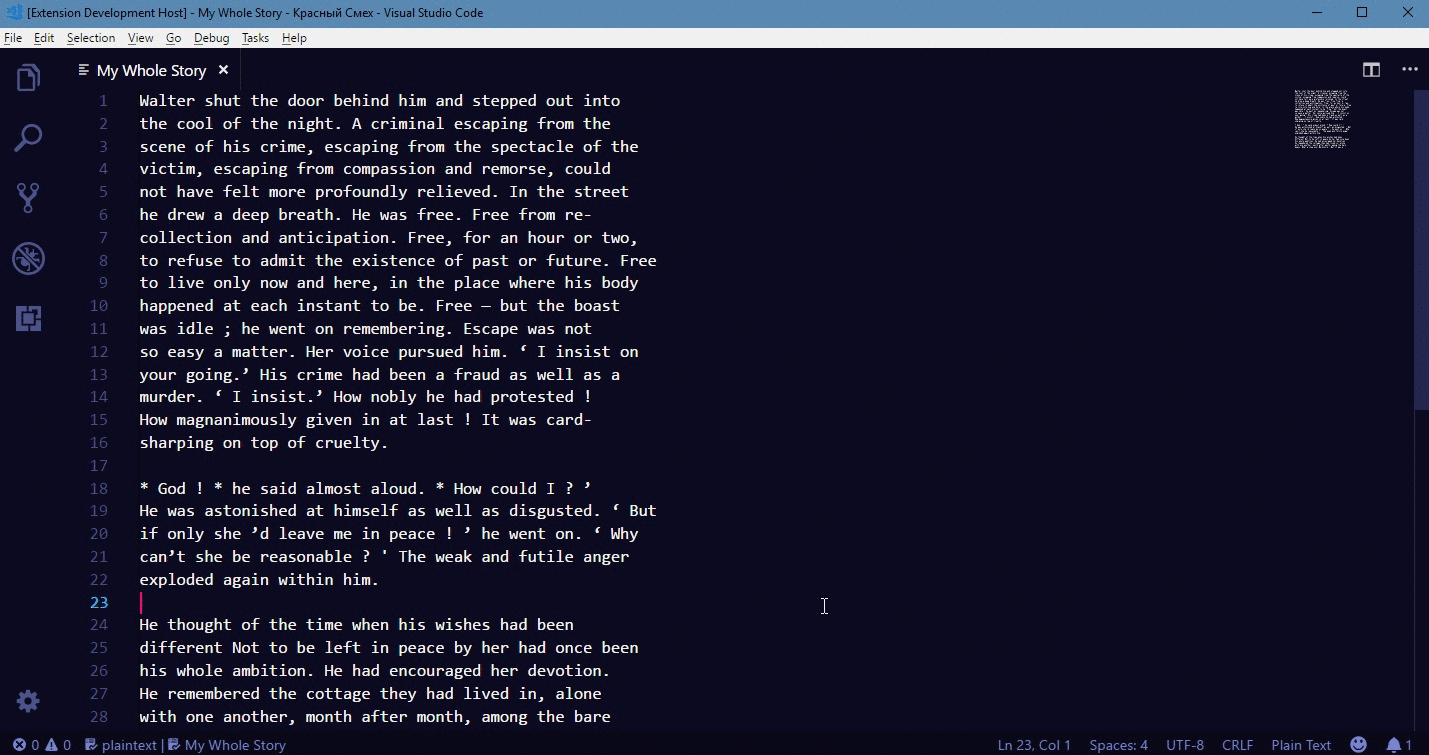 [Extension Development Host] - My Whole Story - Красный Смех - Visual Studio Code
File Edit Selection View Go Debug Tasks Help
My Whole Story
1 Walter shut the door behind him and stepped out into
2 the cool of the night. A criminal escaping from the
3 scene of his crime, escaping from the spectacle of the
4 victim, escaping from compassion and remorse, could
5 not have felt more profoundly relieved. In the street
6 he drew a deep breath. He was free. Free from re-
7 collection and anticipation. Free, for an hour or two,
8 to refuse to admit the existence of past or future. Free
9 to live only now and here, in the place where his body
10 happened at each instant to be. Free — but the boast
11 was idle ; he went on remembering. Escape was not
12 so easy a matter. Her voice pursued him. ‘ I insist on
13 your going.’ His crime had been a fraud as well as a
14 murder. ‘ I insist.’ How nobly he had protested !
15 How magnanimously given in at last ! It was card-
16 sharping on top of cruelty.
17
18 * God ! * he said almost aloud. * How could I ? ’
19 He was astonished at himself as well as disgusted. ‘ But
20 if only she ’d leave me in peace ! ’ he went on. ‘ Why
21 can’t she be reasonable ? ' The weak and futile anger
22 exploded again within him.
23
24 He thought of the time when his wishes had been
25 different Not to be left in peace by her had once been
26 his whole ambition. He had encouraged her devotion.
27 He remembered the cottage they had lived in, alone
28 with one another, month after month, among the bare
0 0 plaintext | My Whole Story Ln 23, Col 1 Spaces: 4 UTF-8 CRLF Plain Text 1